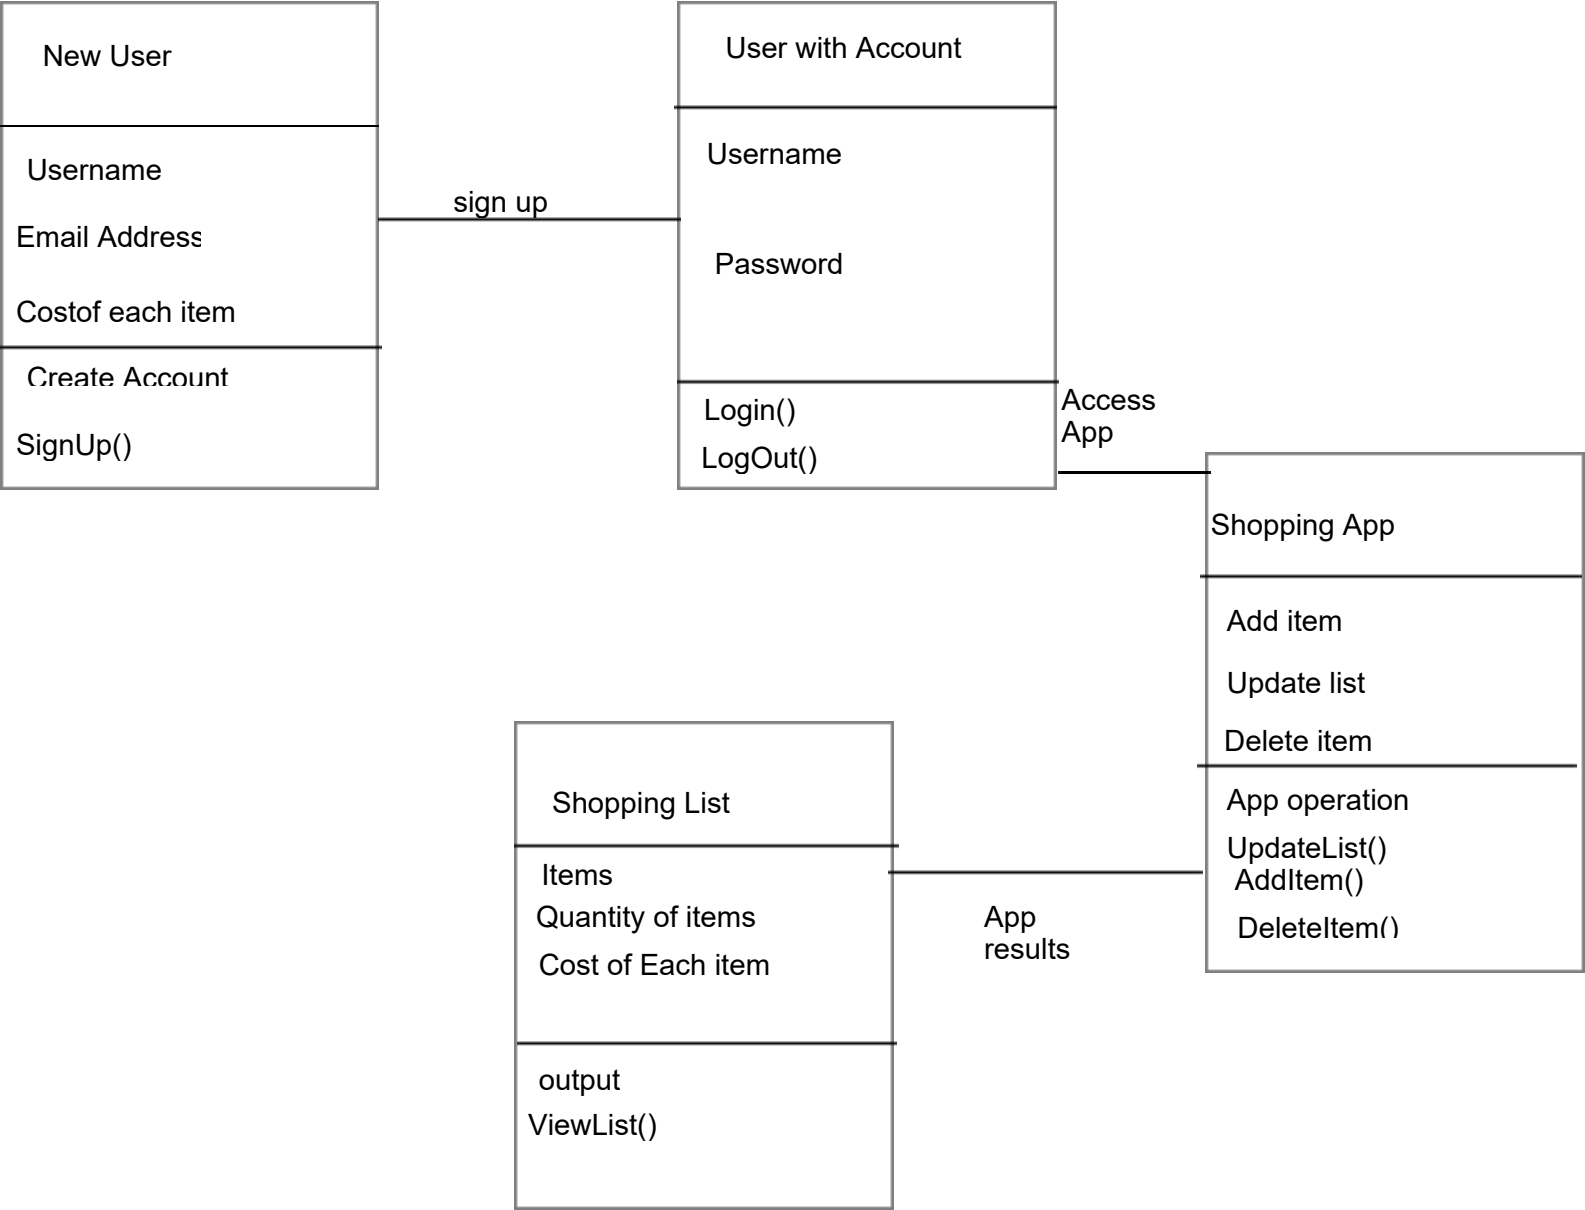 New User
Username
Email Address
Costof each item
Create Account
SignUp()
sign up
User with Account
Username
Password
Login()
LogOut()
Access
App
Shopping App
Add item
Update list
Delete item
App operation
UpdateList()
AddItem()
DeleteItem()
App
results
Shopping List
Items
Quantity of items
Cost of Each item
output
ViewList()